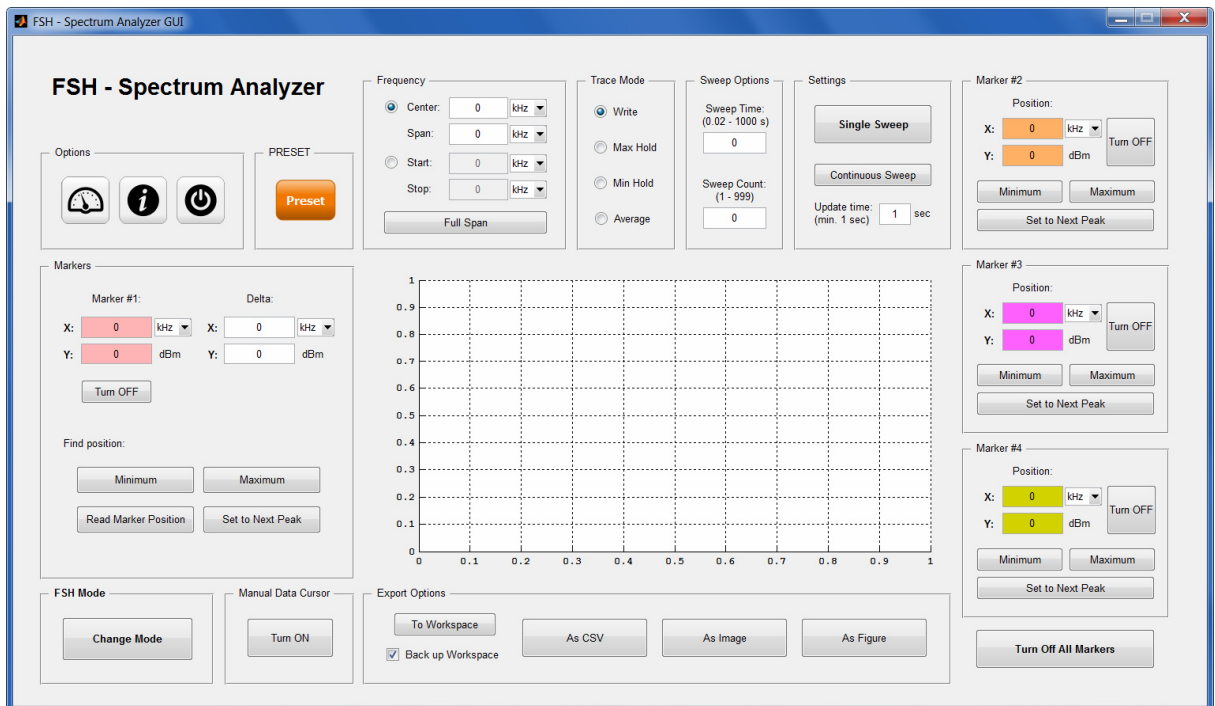 FSH - Spectrum Analyzer GUI
FSH - Spectrum Analyzer
Options
PRESET
i
Preset
Frequency
Center: 0 kHz
Span: 0 kHz
Start: 0 kHz
Stop: 0 kHz
Full Span
Trace Mode
Write
Max Hold
Min Hold
Average
Sweep Options
Sweep Time:
(0.02 - 1000 s)
0
Sweep Count:
(1 - 999)
0
Settings
Single Sweep
Continuous Sweep
Update time: 1 sec
(min. 1 sec)
Marker #2
Position:
X: 0 kHz
Y: 0 dBm
Turn OFF
Minimum Maximum
Set to Next Peak
Markers
Marker #1: Delta:
X: 0 kHz X: 0 kHz
Y: 0 dBm Y: 0 dBm
Turn OFF
Find position:
Minimum Maximum
Read Marker Position Set to Next Peak
1
0.9
0.8
0.7
0.6
0.5
0.4
0.3
0.2
0.1
0
0 0.1 0.2 0.3 0.4 0.5 0.6 0.7 0.8 0.9 1
Marker #3
Position:
X: 0 kHz
Y: 0 dBm
Turn OFF
Minimum Maximum
Set to Next Peak
Marker #4
Position:
X: 0 kHz
Y: 0 dBm
Turn OFF
Minimum Maximum
Set to Next Peak
FSH Mode
Change Mode
Manual Data Cursor
Turn ON
Export Options
To Workspace
Back up Workspace
As CSV
As Image
As Figure
Turn Off All Markers